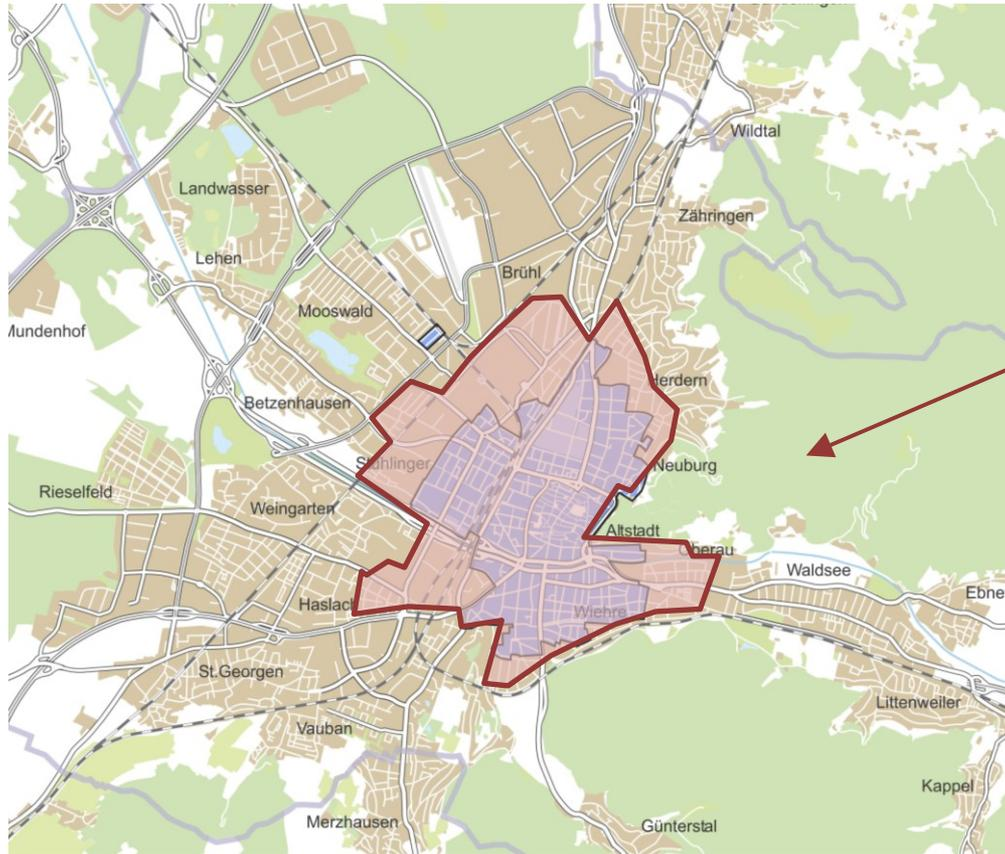 Wildtal
Landwasser
Zähringen
Lehen
Brühl
Mooswald
Mundenhof
Herdern
Betzenhausen
Stühlinger
Neuburg
Rieselfeld
Weingarten
Altstadt
Oberau
Waldsee
Ebne
Haslach
Wiehre
St.Georgen
Littenweiler
Vauban
Kappel
Merzhausen
Günterstal